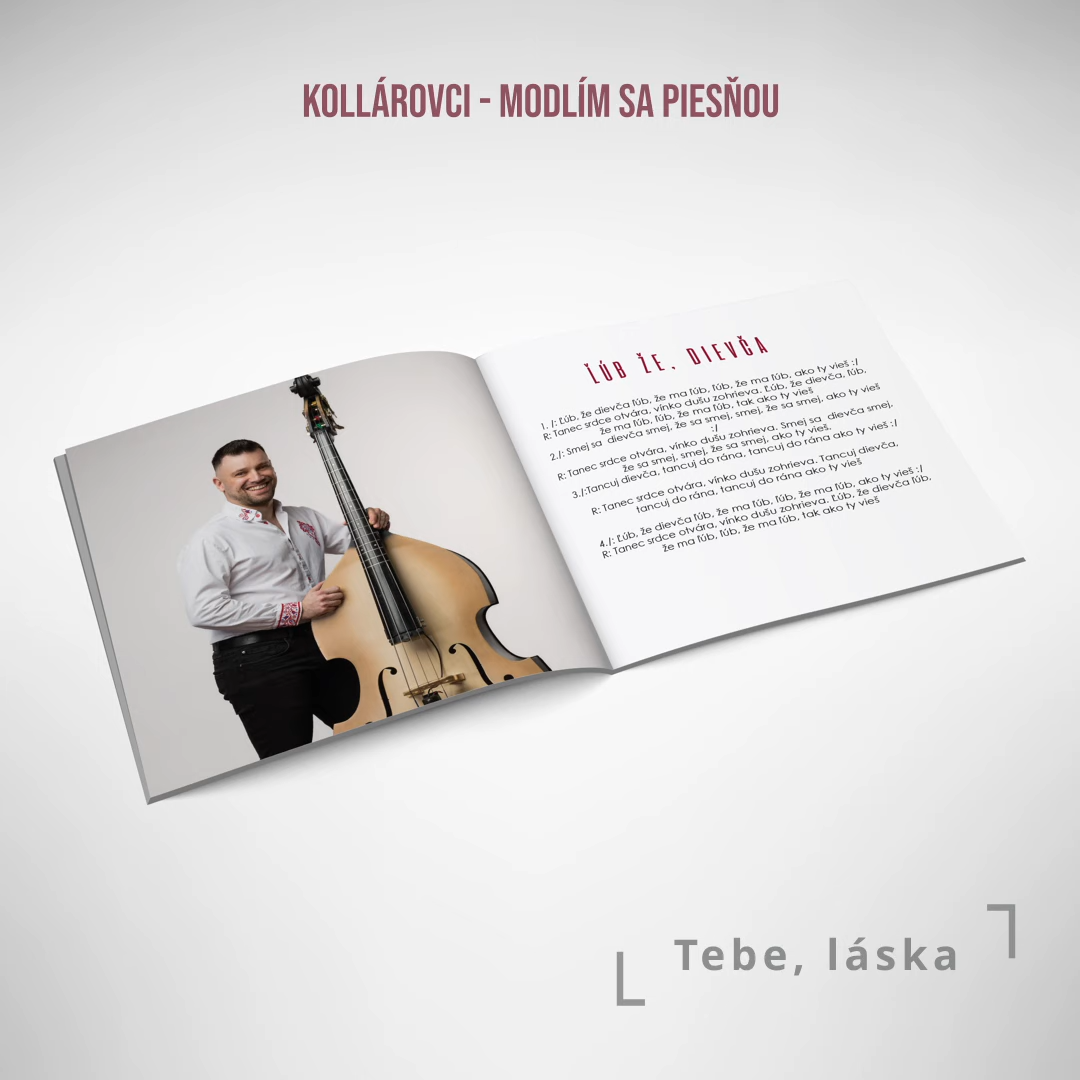 KOLLÁROVCI - MODLÍM SA PIESŇOU
ĽÚB ŽE, DIEVČA
1. /: Ľúb, že dievča ľúb, že ma ľúb, ľúb, že ma ľúb, ako ty vieš :/
R: Tanec srdce otvára, vínko dušu zohrieva. Ľúb, že dievča, ľúb,
že ma ľúb, ľúb, že ma ľúb, tak ako ty vieš
2./: Smej sa dievča smej, že sa smej, smej, že sa smej, ako ty vieš
:/
R: Tanec srdce otvára, vínko dušu zohrieva. Smej sa dievča smej,
že sa smej, smej, že sa smej, ako ty vieš.
3./:Tancuj dievča, tancuj do rána, tancuj do rána ako ty vieš :/
R: Tanec srdce otvára, vínko dušu zohrieva. Tancuj dievča,
tancuj do rána, tancuj do rána ako ty vieš
4./: Ľúb, že dievča ľúb, že ma ľúb, ľúb, že ma ľúb, ako ty vieš :/
R: Tanec srdce otvára, vínko dušu zohrieva. Ľúb, že dievča ľúb,
že ma ľúb, ľúb, že ma ľúb, tak ako ty vieš
Tebe, láska